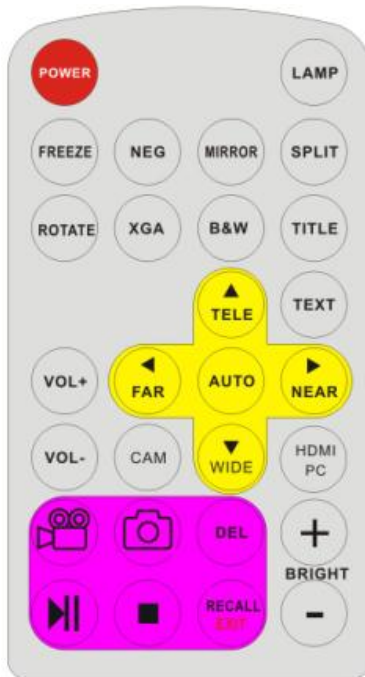 POWER
LAMP
FREEZE NEG MIRROR SPLIT
ROTATE XGA B&W TITLE
TELE
TEXT
VOL+
FAR
AUTO
NEAR
VOL-
CAM
WIDE
HDMI
PC
DEL
+
BRIGHT
RECALL
EXIT
-